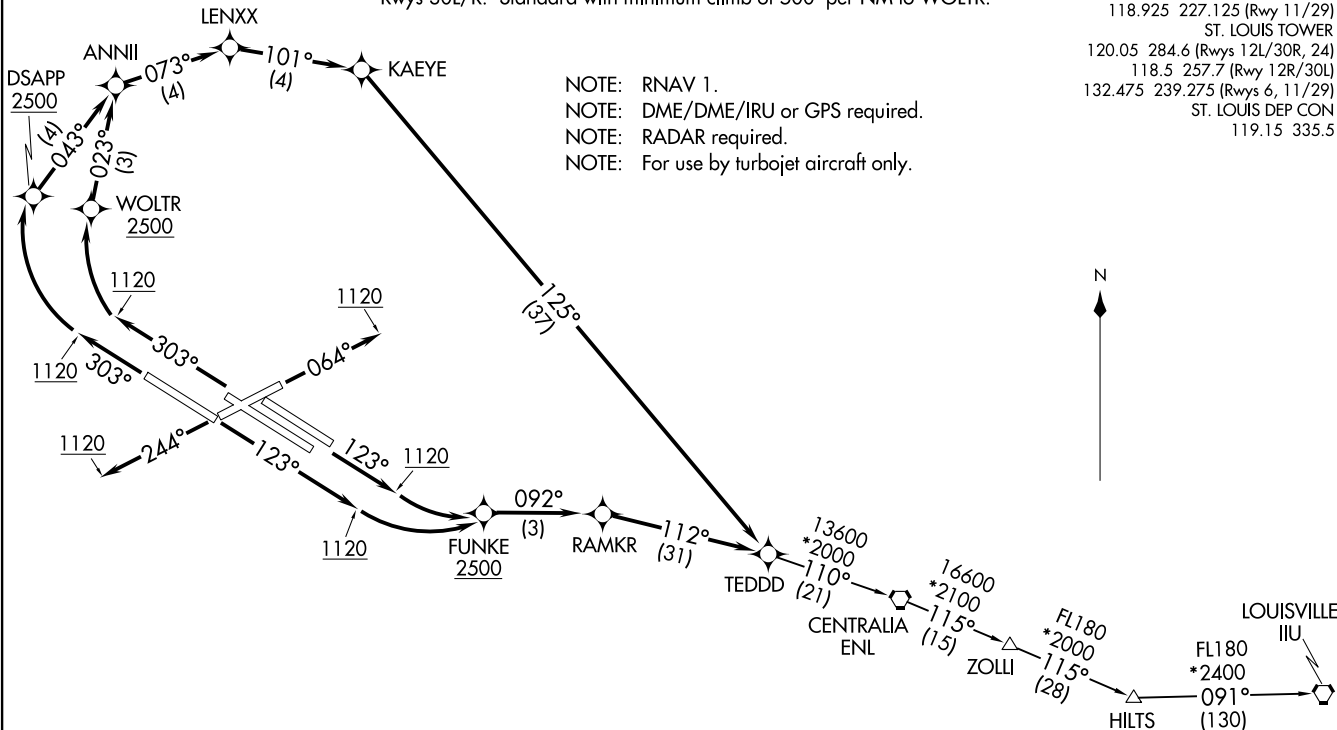 Rwys 30L/R: Standard with minimum climb of 500' per NM to WOLTR.
118.925 227.125 (Rwy 11/29)
ST. LOUIS TOWER
120.05 284.6 (Rwys 12L/30R, 24)
118.5 257.7 (Rwy 12R/30L)
132.475 239.275 (Rwys 6, 11/29)
ST. LOUIS DEP CON
119.15 335.5
NOTE: RNAV 1.
NOTE: DME/DME/IRU or GPS required.
NOTE: RADAR required.
NOTE: For use by turbojet aircraft only.
LENXX
ANNII
073°
(4)
101°
(4)
KAEYE
DSAPP
2500
(4)
043°
023°
(3)
WOLTR
2500
125°
(37)
N
1120
1120
303°
064°
1120
303°
1120
244°
123°
123°
1120
1120
FUNKE
2500
092°
(3)
RAMKR
112°
(31)
TEDDD
13600
*2000
110°
(21)
CENTRALIA
ENL
16600
*2100
115°
(15)
ZOLLI
FL180
*2000
115°
(28)
HILTS
FL180
*2400
091°
(130)
LOUISVILLE
IIU